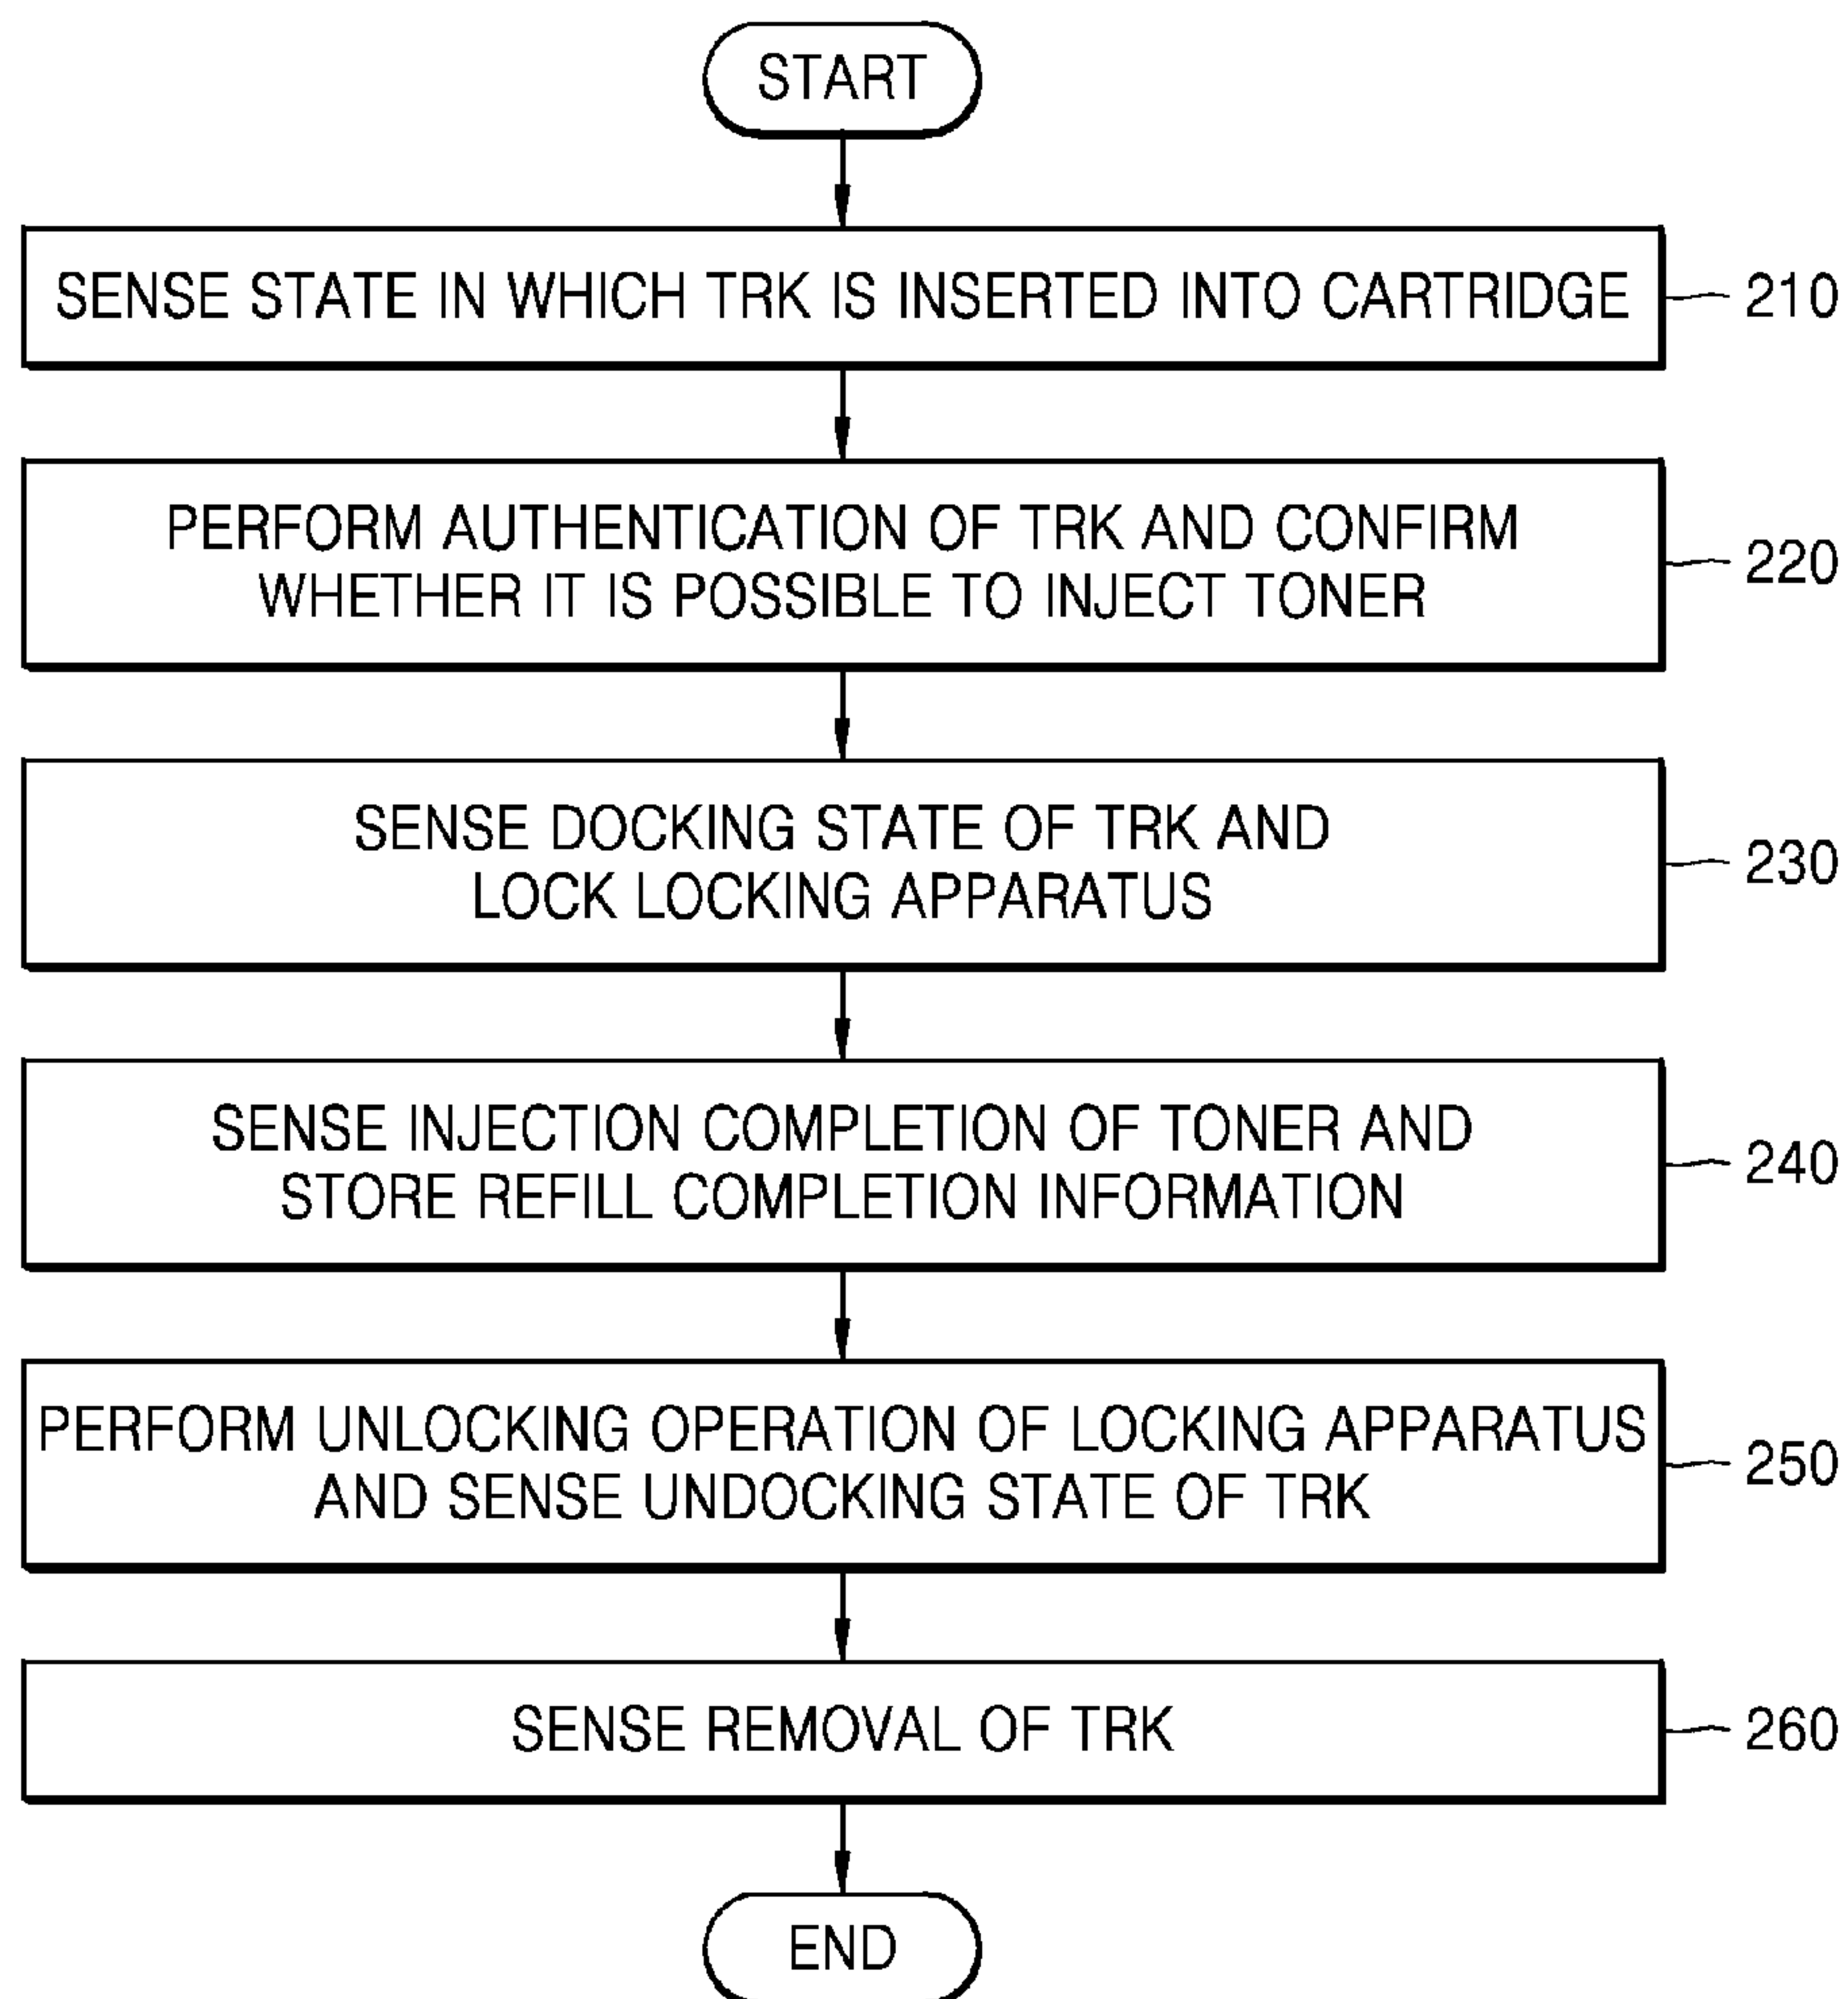 START
SENSE STATE IN WHICH TRK IS INSERTED INTO CARTRIDGE
210
PERFORM AUTHENTICATION OF TRK AND CONFIRM
WHETHER IT IS POSSIBLE TO INJECT TONER
220
SENSE DOCKING STATE OF TRK AND
LOCK LOCKING APPARATUS
230
SENSE INJECTION COMPLETION OF TONER AND
STORE REFILL COMPLETION INFORMATION
240
PERFORM UNLOCKING OPERATION OF LOCKING APPARATUS
AND SENSE UNDOCKING STATE OF TRK
250
SENSE REMOVAL OF TRK
260
END